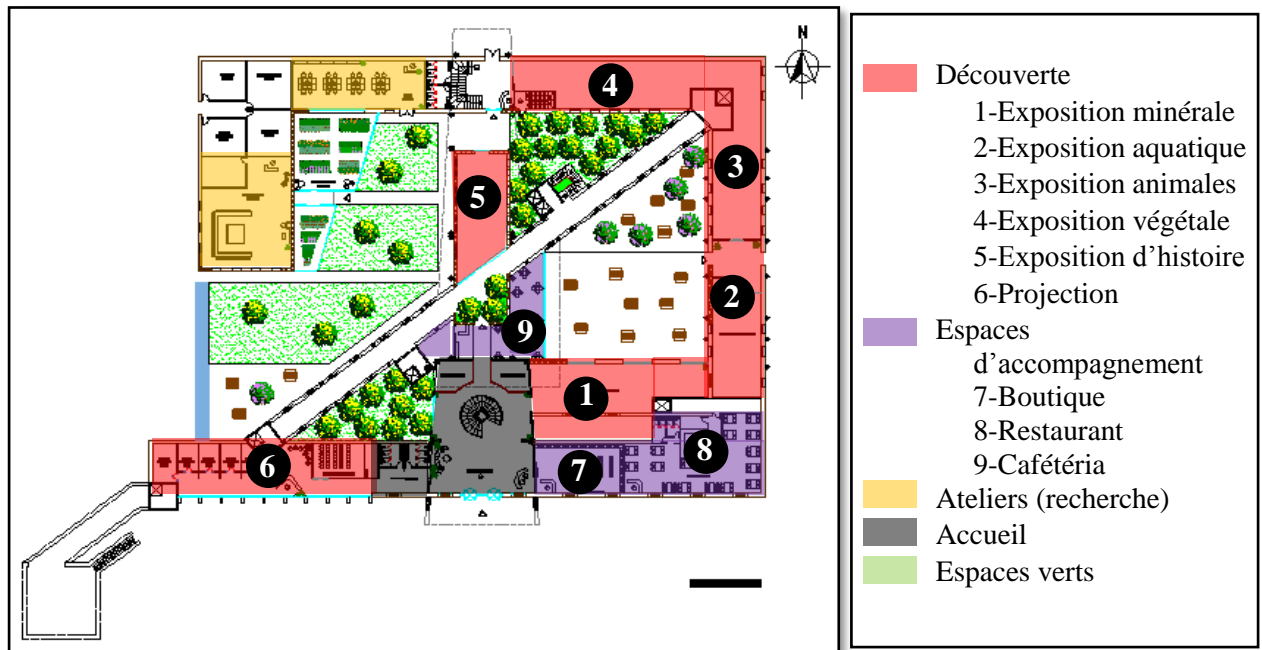 N
4
3
5
2
9
1
8
7
6
Découverte
1-Exposition minérale
2-Exposition aquatique
3-Exposition animales
4-Exposition végétale
5-Exposition d'histoire
6-Projection
Espaces
d'accompagnement
7-Boutique
8-Restaurant
9-Cafétéria
Ateliers (recherche)
Accueil
Espaces verts